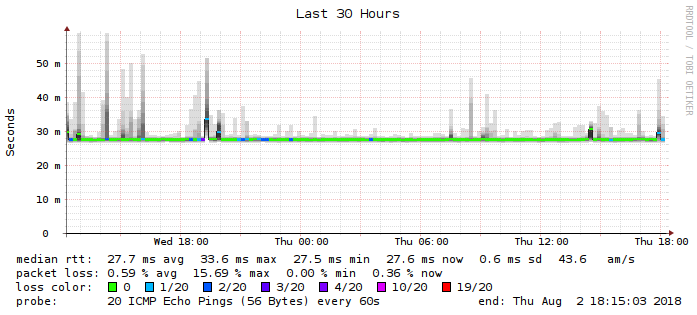 Last 30 Hours
RRDTOOL / TOBI OETIKER
Seconds
50 m
40 m
30 m
20 m
10 m
0
Wed 18:00 Thu 00:00 Thu 06:00 Thu 12:00 Thu 18:00
median rtt: 27.7 ms avg 33.6 ms max 27.5 ms min 27.6 ms now 0.6 ms sd 43.6 am/s
packet loss: 0.59 % avg 15.69 % max 0.00 % min 0.36 % now
loss color: 0 1/20 2/20 3/20 4/20 10/20 19/20
probe: 20 ICMP Echo Pings (56 Bytes) every 60s end: Thu Aug 2 18:15:03 2018